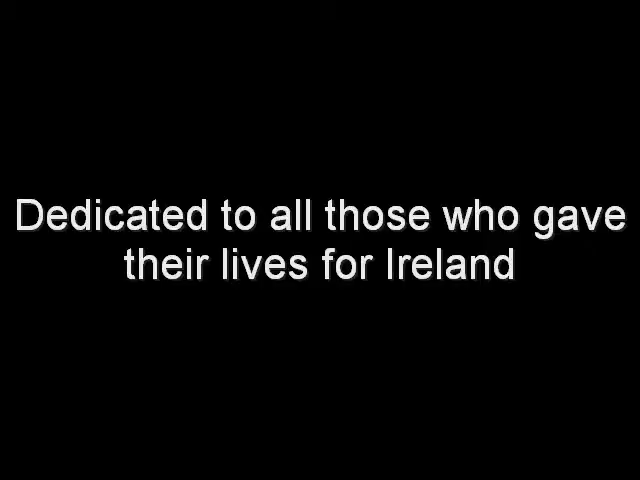 Dedicated to all those who gave
their lives for Ireland